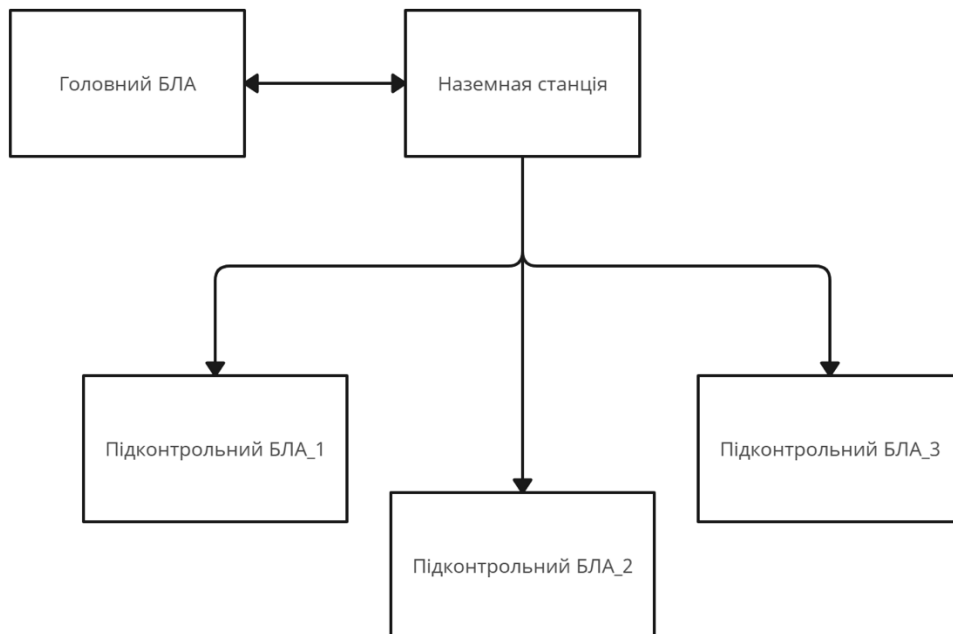 Головний БЛА
Наземная станція
Підконтрольний БЛА_1
Підконтрольний БЛА_3
Підконтрольний БЛА_2